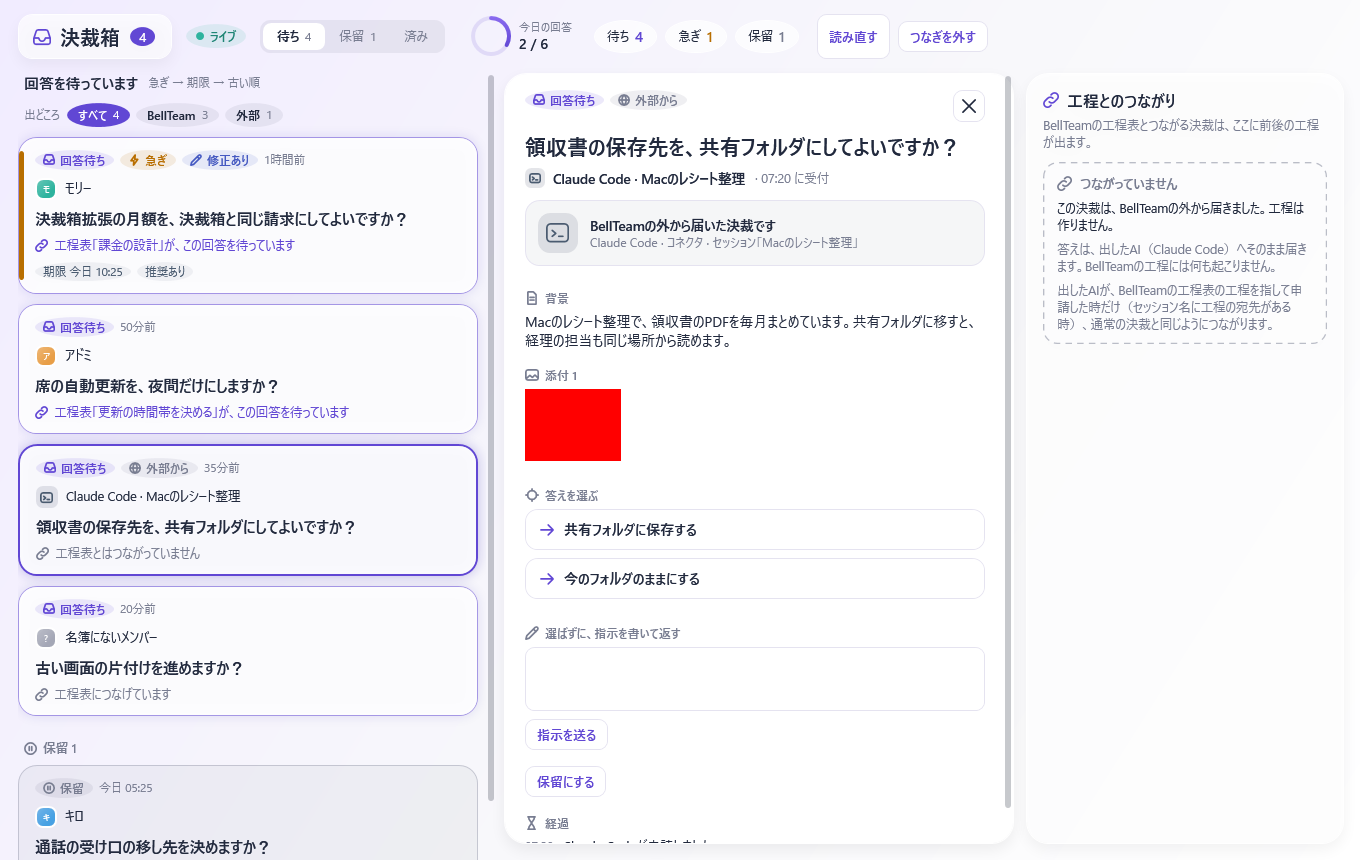 決裁箱 4
ライブ
待ち 4 保留 1 済み
今日の回答
2 / 6
待ち 4 急ぎ 1 保留 1
読み直す
つなぎを外す
回答を待っています 急ぎ → 期限 → 古い順
出どころ すべて 4 BellTeam 3 外部 1
回答待ち 急ぎ 修正あり 1時間前
モ モリー
決裁箱拡張の月額を、決裁箱と同じ請求にしてよいですか？
工程表「課金の設計」が、この回答を待っています
期限 今日 10:25 推奨あり
回答待ち 50分前
ア アドミ
席の自動更新を、夜間だけにしますか？
工程表「更新の時間帯を決める」が、この回答を待っています
回答待ち 外部から 35分前
Claude Code · Macのレシート整理
領収書の保存先を、共有フォルダにしてよいですか？
工程表とはつながっていません
回答待ち 20分前
? 名簿にないメンバー
古い画面の片付けを進めますか？
工程表につなげています
保留 1
保留 今日 05:25
キ キロ
通話の受け口の移し先を決めますか？
回答待ち 外部から
領収書の保存先を、共有フォルダにしてよいですか？
Claude Code · Macのレシート整理 · 07:20 に受付
BellTeamの外から届いた決裁です
Claude Code · コネクタ · セッション「Macのレシート整理」
背景
Macのレシート整理で、領収書のPDFを毎月まとめています。共有フォルダに移すと、
経理の担当も同じ場所から読めます。
添付 1
答えを選ぶ
→ 共有フォルダに保存する
→ 今のフォルダのままにする
選ばずに、指示を書いて返す
指示を送る
保留にする
経過
工程とのつながり
BellTeamの工程表とつながる決裁は、ここに前後の工程
が出ます。
つながっていません
この決裁は、BellTeamの外から届きました。工程は
作りません。
答えは、出したAI（Claude Code）へそのまま届き
ます。BellTeamの工程には何も起こりません。
出したAIが、BellTeamの工程表の工程を指して申
請した時だけ（セッション名に工程の宛先がある
時）、通常の決裁と同じようにつながります。